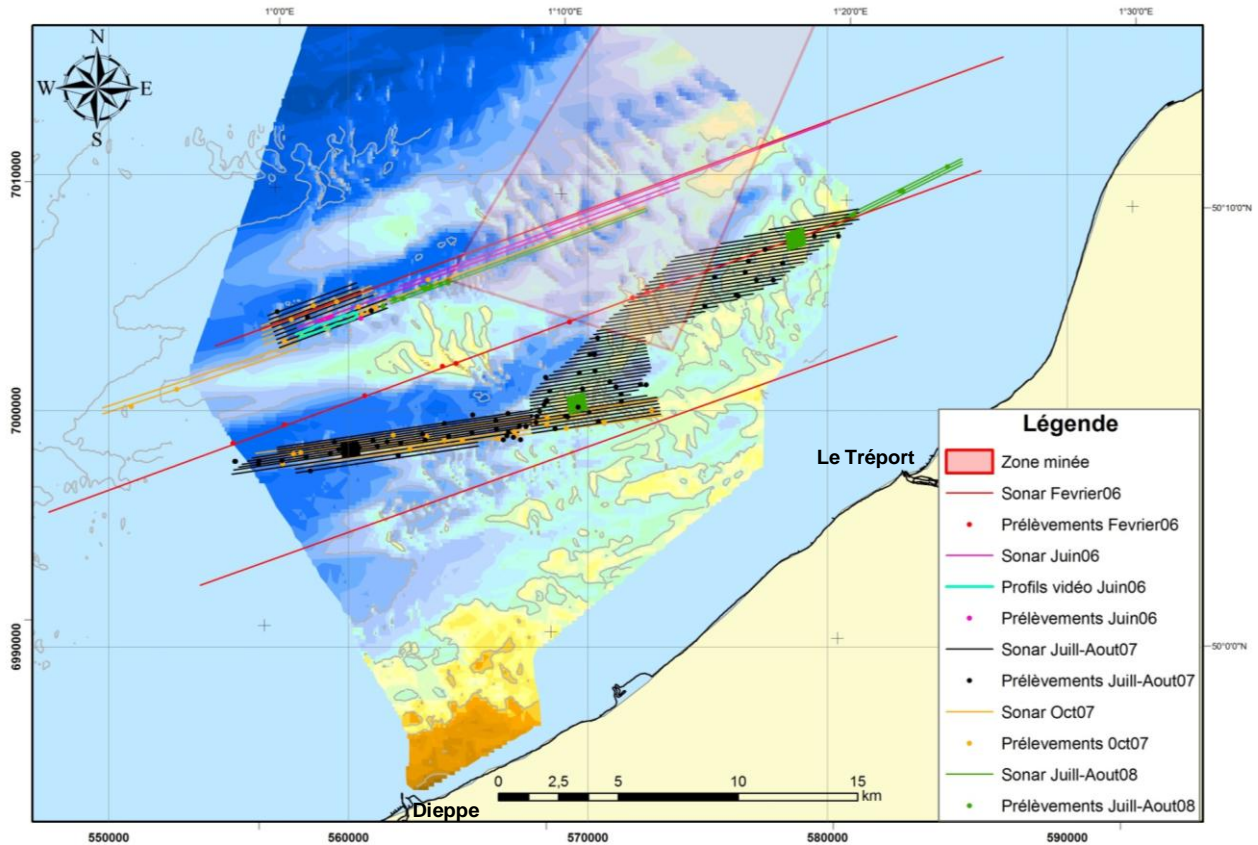 1°0'0"E
1°10'0"E
1°20'0"E
1°30'0"E
N
W E
S
7010000
7000000
6990000
50°10'0"N
50°0'0"N
Le Tréport
Dieppe
Légende
Zone minée
Sonar Fevrier06
Prélèvements Fevrier06
Sonar Juin06
Profils vidéo Juin06
Prélèvements Juin06
Sonar Juill-Aout07
Prélèvements Juill-Aout07
Sonar Oct07
Prélevements 0ct07
Sonar Juill-Aout08
Prélèvements Juill-Aout08
0 2,5 5 10 15
km
550000 560000 570000 580000 590000